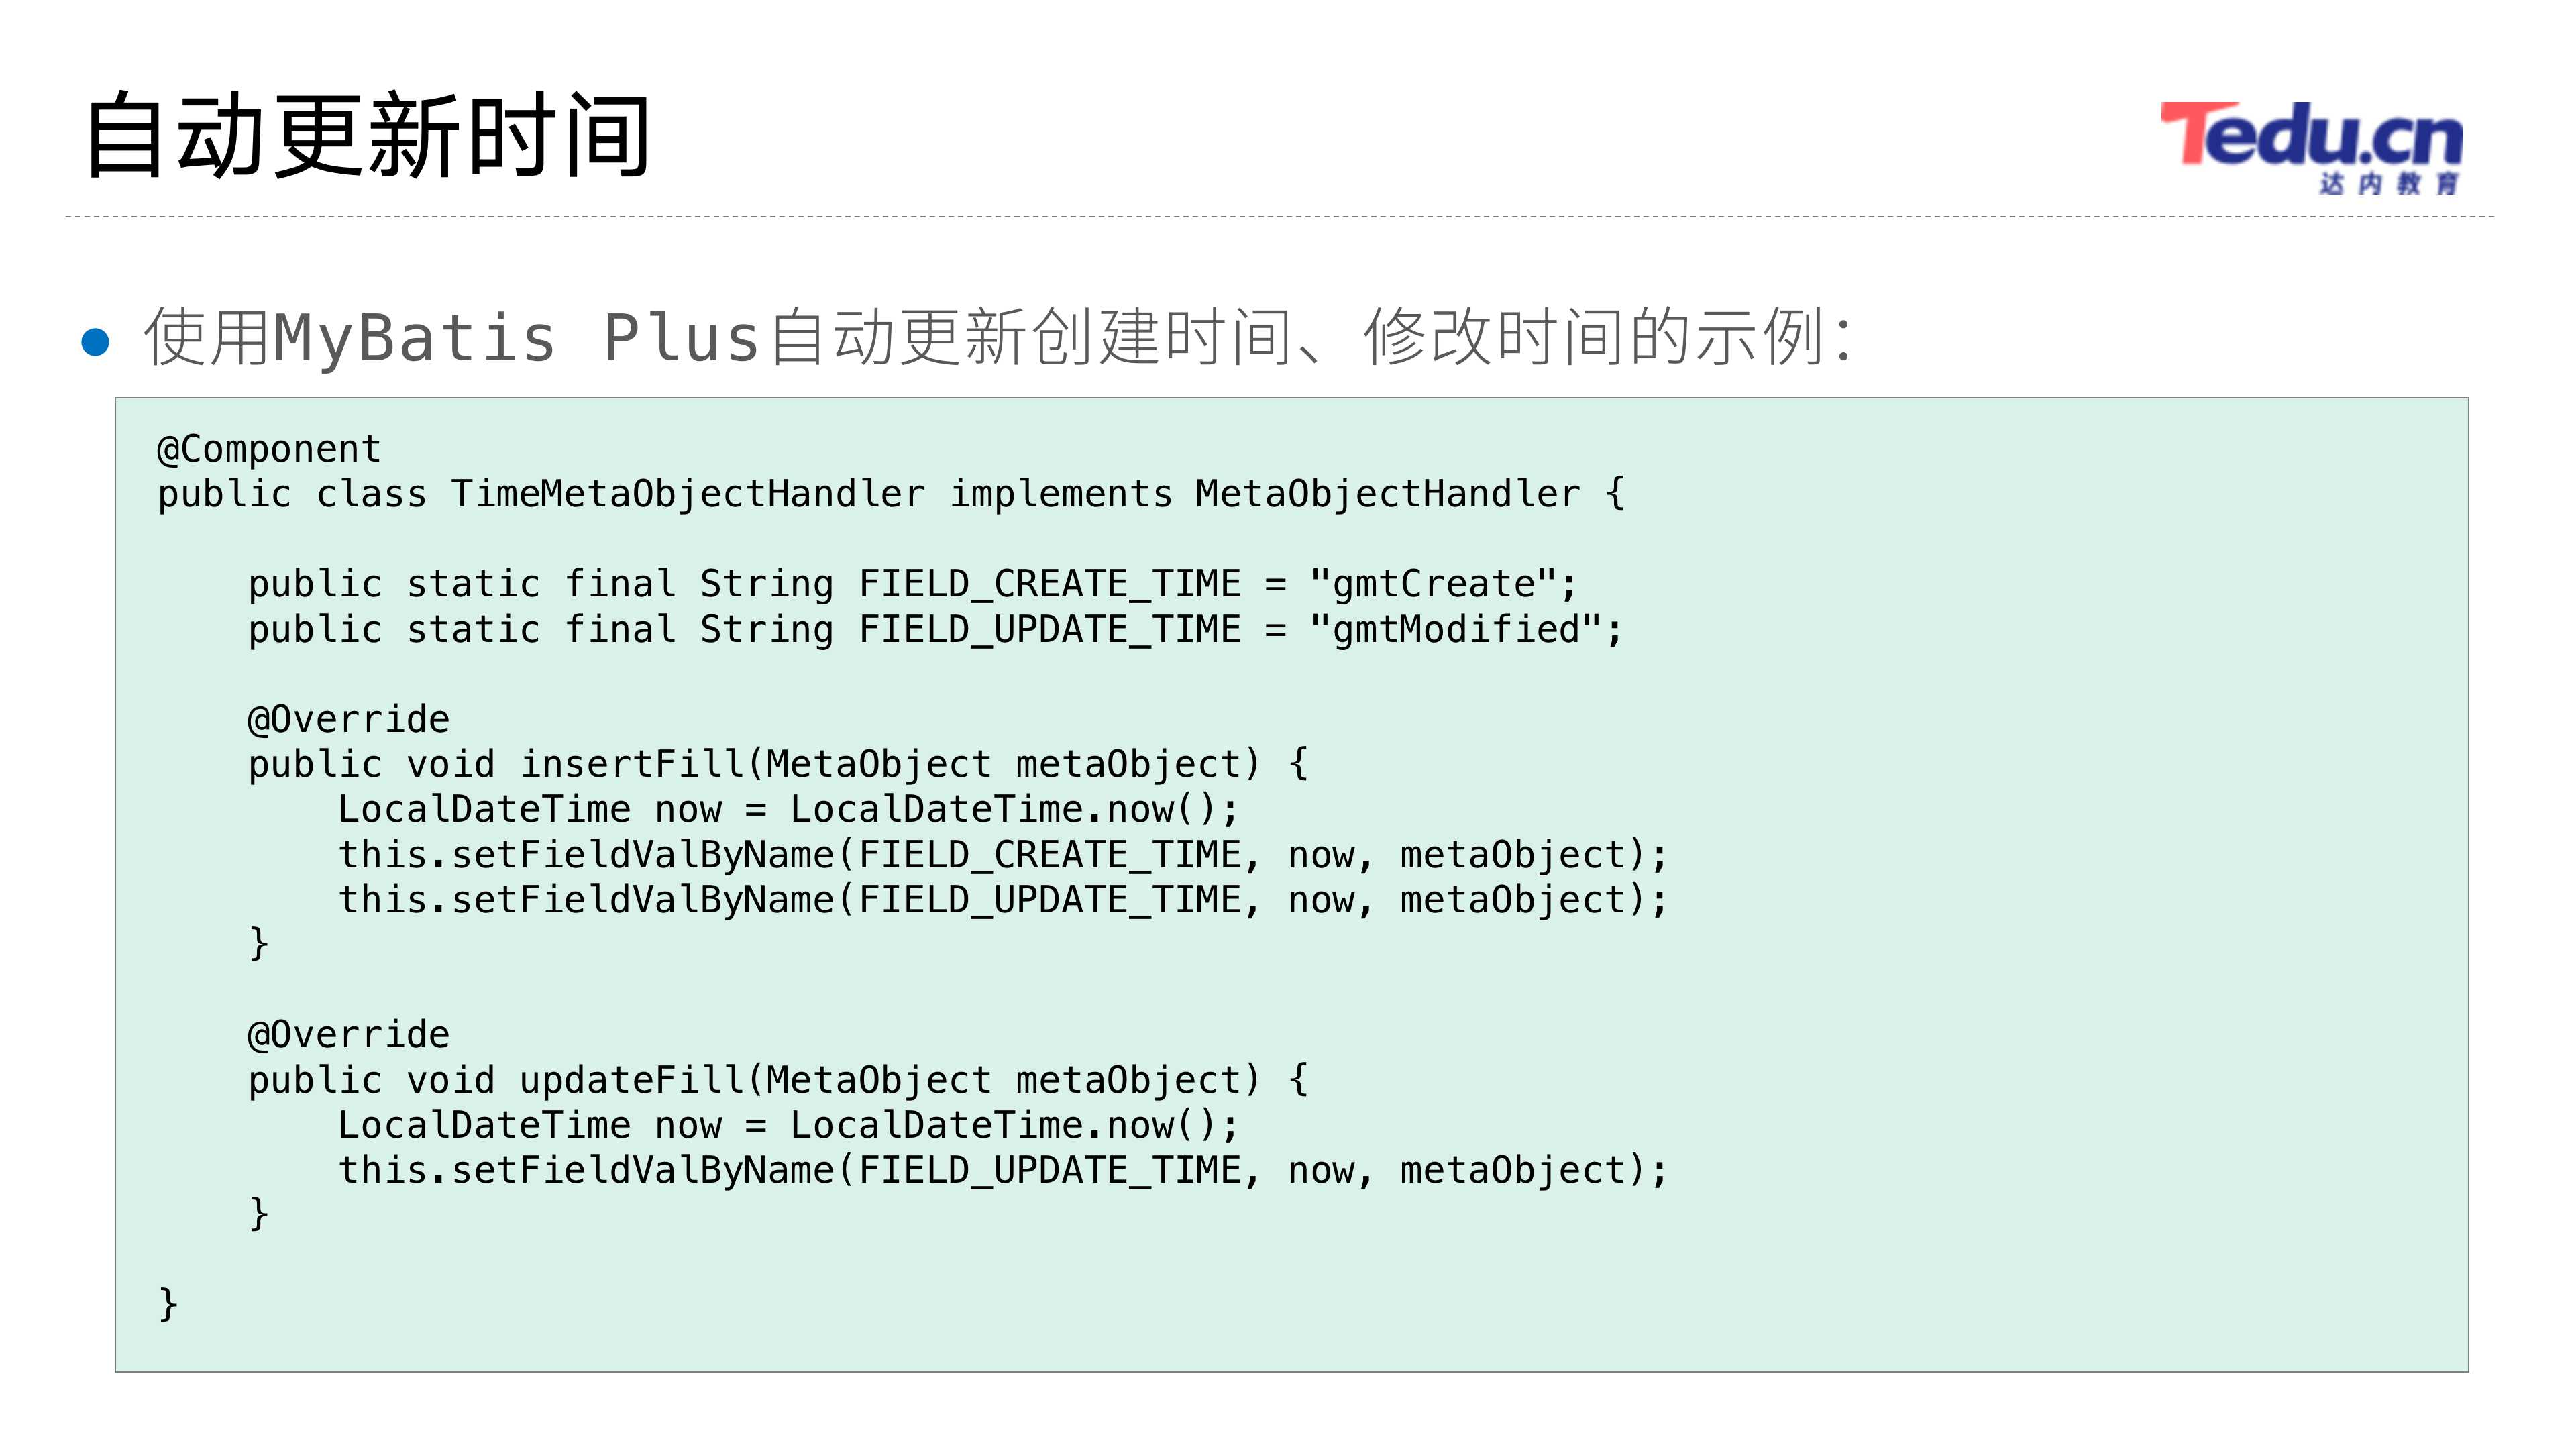 自动更新时间
Tedu.cn
达内教育
● 使用MyBatis Plus自动更新创建时间、修改时间的示例：
@Component
public class TimeMetaObjectHandler implements MetaObjectHandler {

    public static final String FIELD_CREATE_TIME = "gmtCreate";
    public static final String FIELD_UPDATE_TIME = "gmtModified";

    @Override
    public void insertFill(MetaObject metaObject) {
        LocalDateTime now = LocalDateTime.now();
        this.setFieldValByName(FIELD_CREATE_TIME, now, metaObject);
        this.setFieldValByName(FIELD_UPDATE_TIME, now, metaObject);
    }

    @Override
    public void updateFill(MetaObject metaObject) {
        LocalDateTime now = LocalDateTime.now();
        this.setFieldValByName(FIELD_UPDATE_TIME, now, metaObject);
    }

}